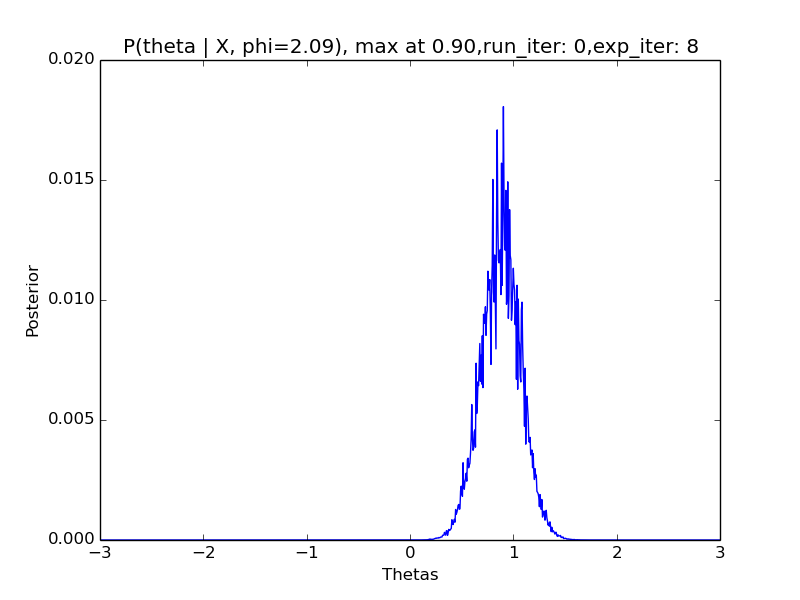 P(theta | X, phi=2.09), max at 0.90,run_iter: 0,exp_iter: 8
0.020
0.015
0.010
0.005
0.000
Posterior
−3 −2 −1 0 1 2 3
Thetas